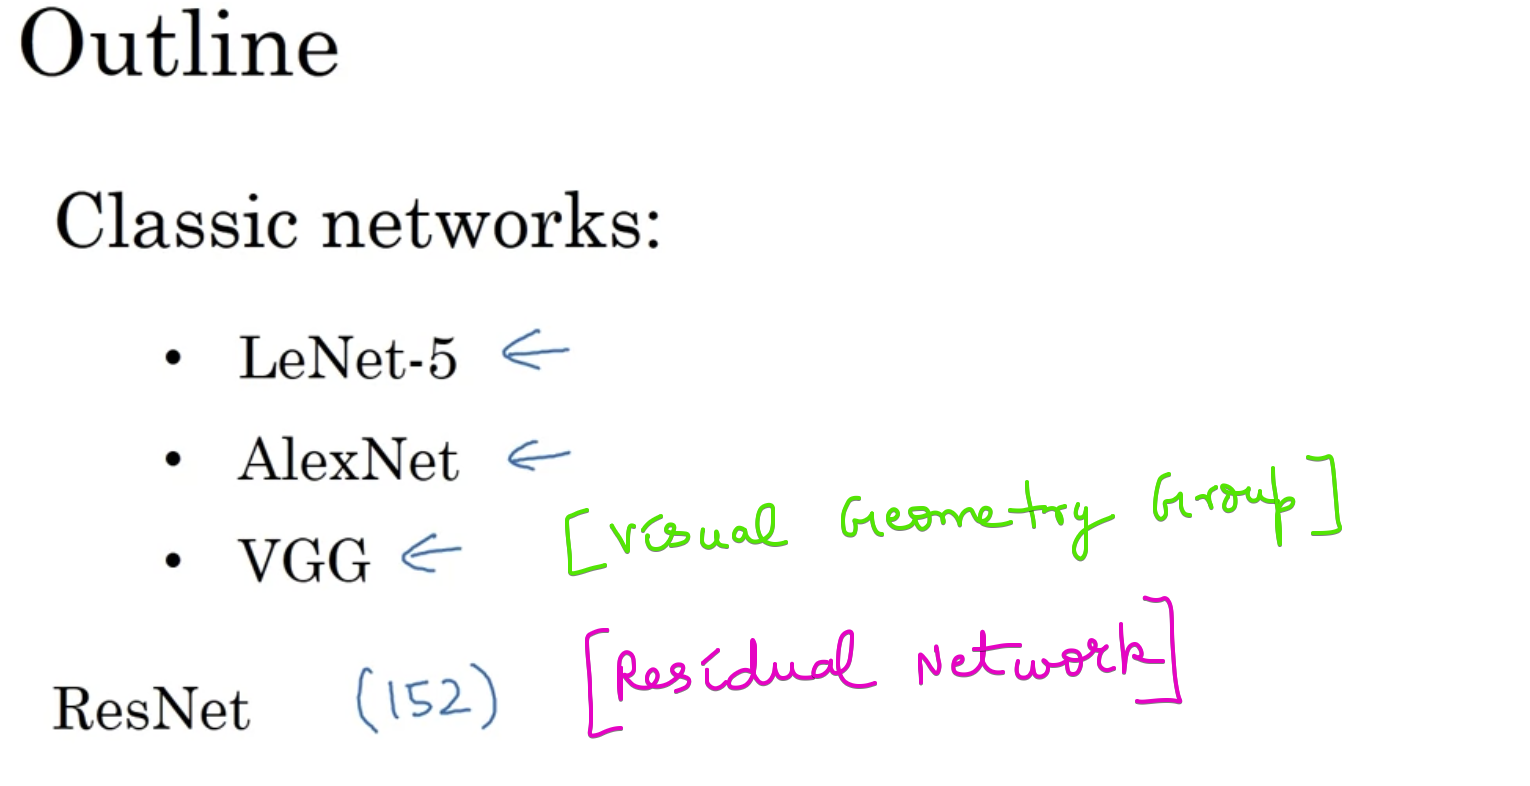 Outline
Classic networks:
• LeNet-5 ←
• AlexNet ←
• VGG ← [Visual Geometry Group]
ResNet (152) [Residual Network]